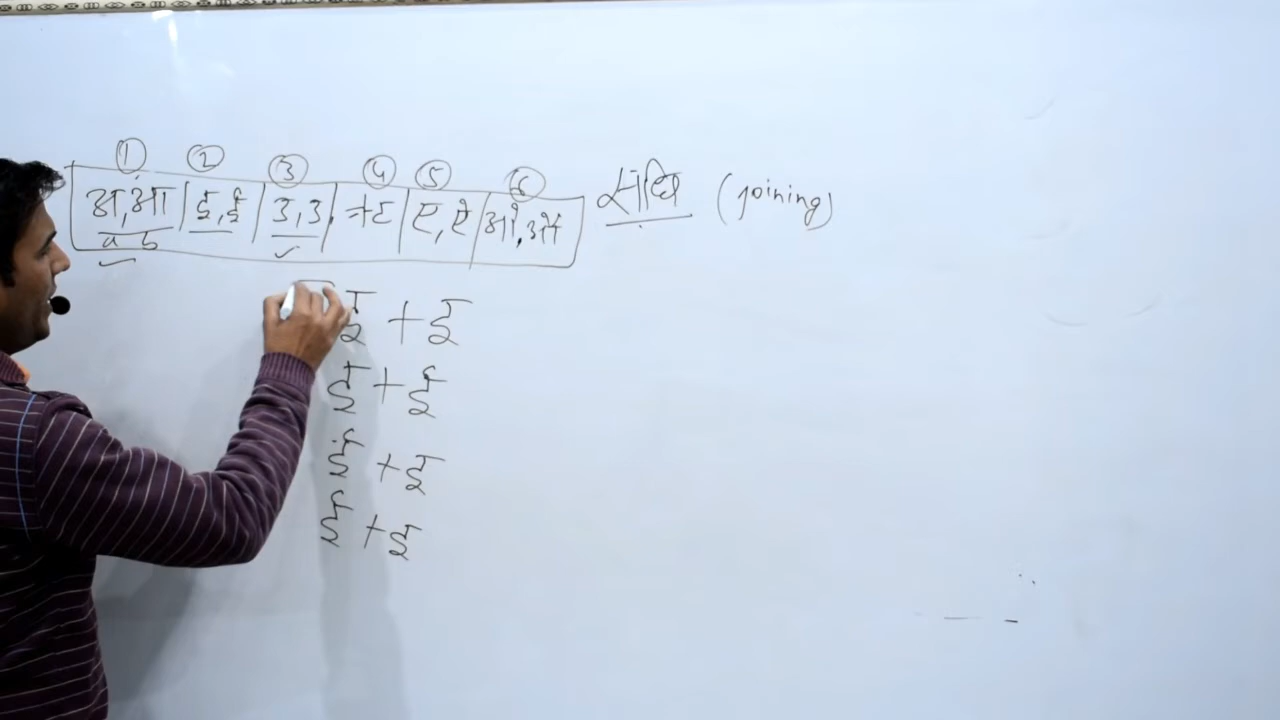 ① ② ③ ④ ⑤ ⑥
अ,आ | इ,ई | उ,ऊ, ऋ | ए,ऐ | ओ,औ संधि (joining)
a b
इ + इ
इ + ई
ई + इ
ई + इ